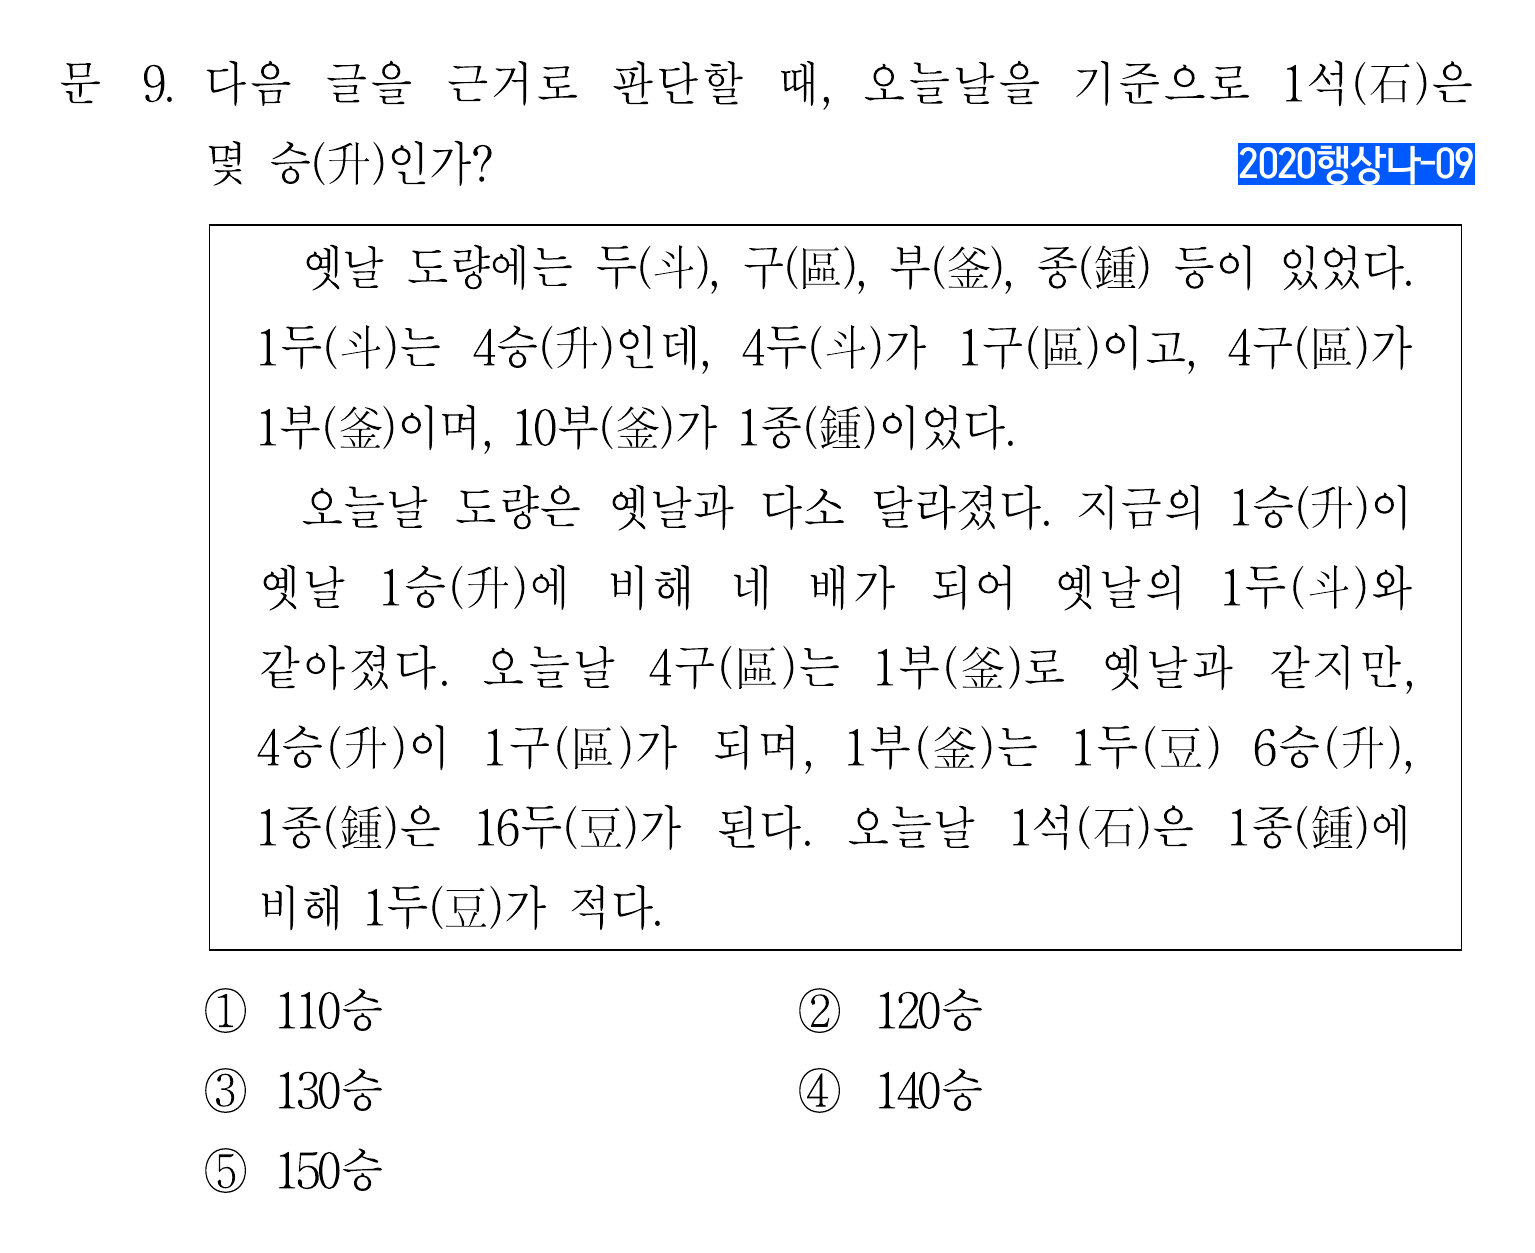 문 9. 다음 글을 근거로 판단할 때, 오늘날을 기준으로 1석(石)은
몇 승(升)인가?
2020행상나-09
옛날 도량에는 두(斗), 구(區), 부(釜), 종(鍾) 등이 있었다.
1두(斗)는 4승(升)인데, 4두(斗)가 1구(區)이고, 4구(區)가
1부(釜)이며, 10부(釜)가 1종(鍾)이었다.
오늘날 도량은 옛날과 다소 달라졌다. 지금의 1승(升)이
옛날 1승(升)에 비해 네 배가 되어 옛날의 1두(斗)와
같아졌다. 오늘날 4구(區)는 1부(釜)로 옛날과 같지만,
4승(升)이 1구(區)가 되며, 1부(釜)는 1두(豆) 6승(升),
1종(鍾)은 16두(豆)가 된다. 오늘날 1석(石)은 1종(鍾)에
비해 1두(豆)가 적다.
① 110승 ② 120승
③ 130승 ④ 140승
⑤ 150승